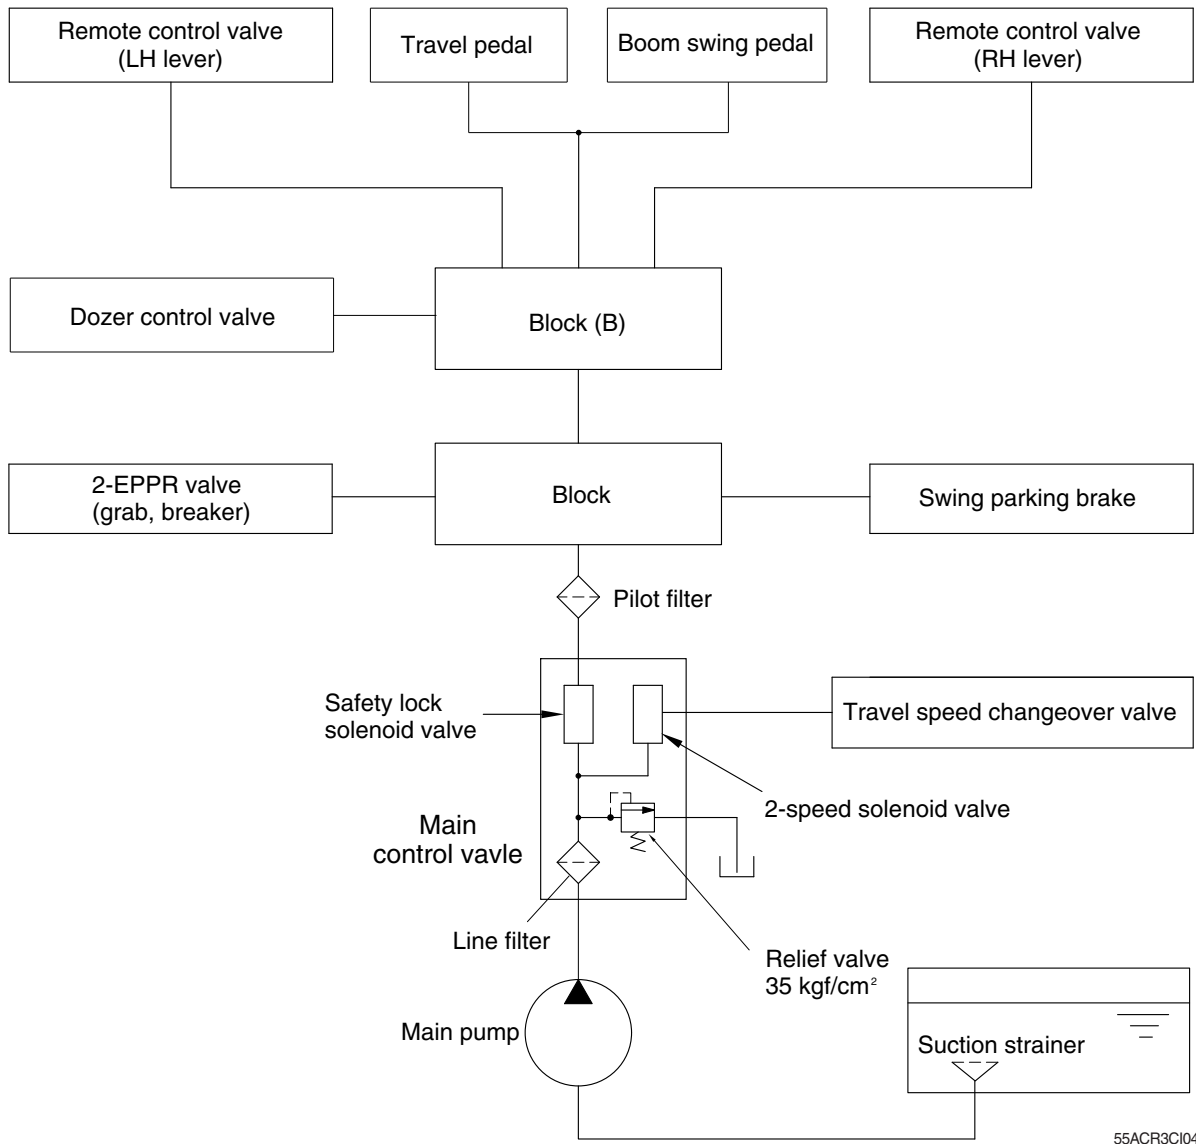 Remote control valve
(LH lever)
Travel pedal
Boom swing pedal
Remote control valve
(RH lever)
Dozer control valve
Block (B)
2-EPPR valve
(grab, breaker)
Block
Swing parking brake
Pilot filter
Safety lock
solenoid valve
Travel speed changeover valve
2-speed solenoid valve
Main
control vavle
Line filter
Relief valve
35 kgf/cm²
Main pump
Suction strainer
55ACR3CI04